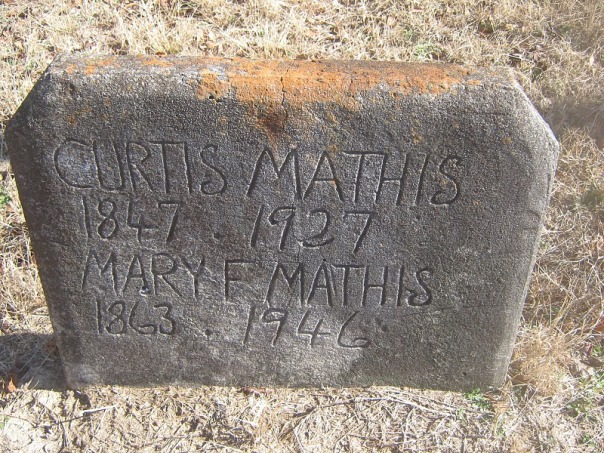 CURTIS MATHIS
1847 . 1927
MARY F MATHIS
1863 . 1946